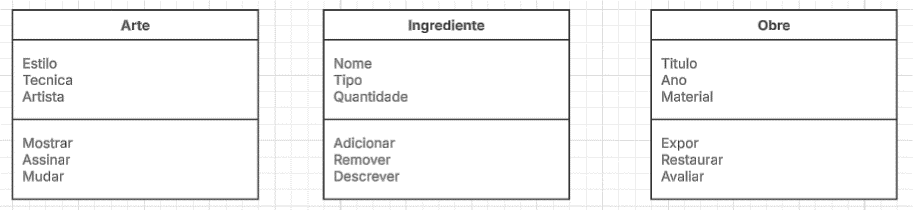 Arte
Estilo
Tecnica
Artista
Mostrar
Assinar
Mudar
Ingrediente
Nome
Tipo
Quantidade
Adicionar
Remover
Descrever
Obre
Titulo
Ano
Material
Expor
Restaurar
Avaliar